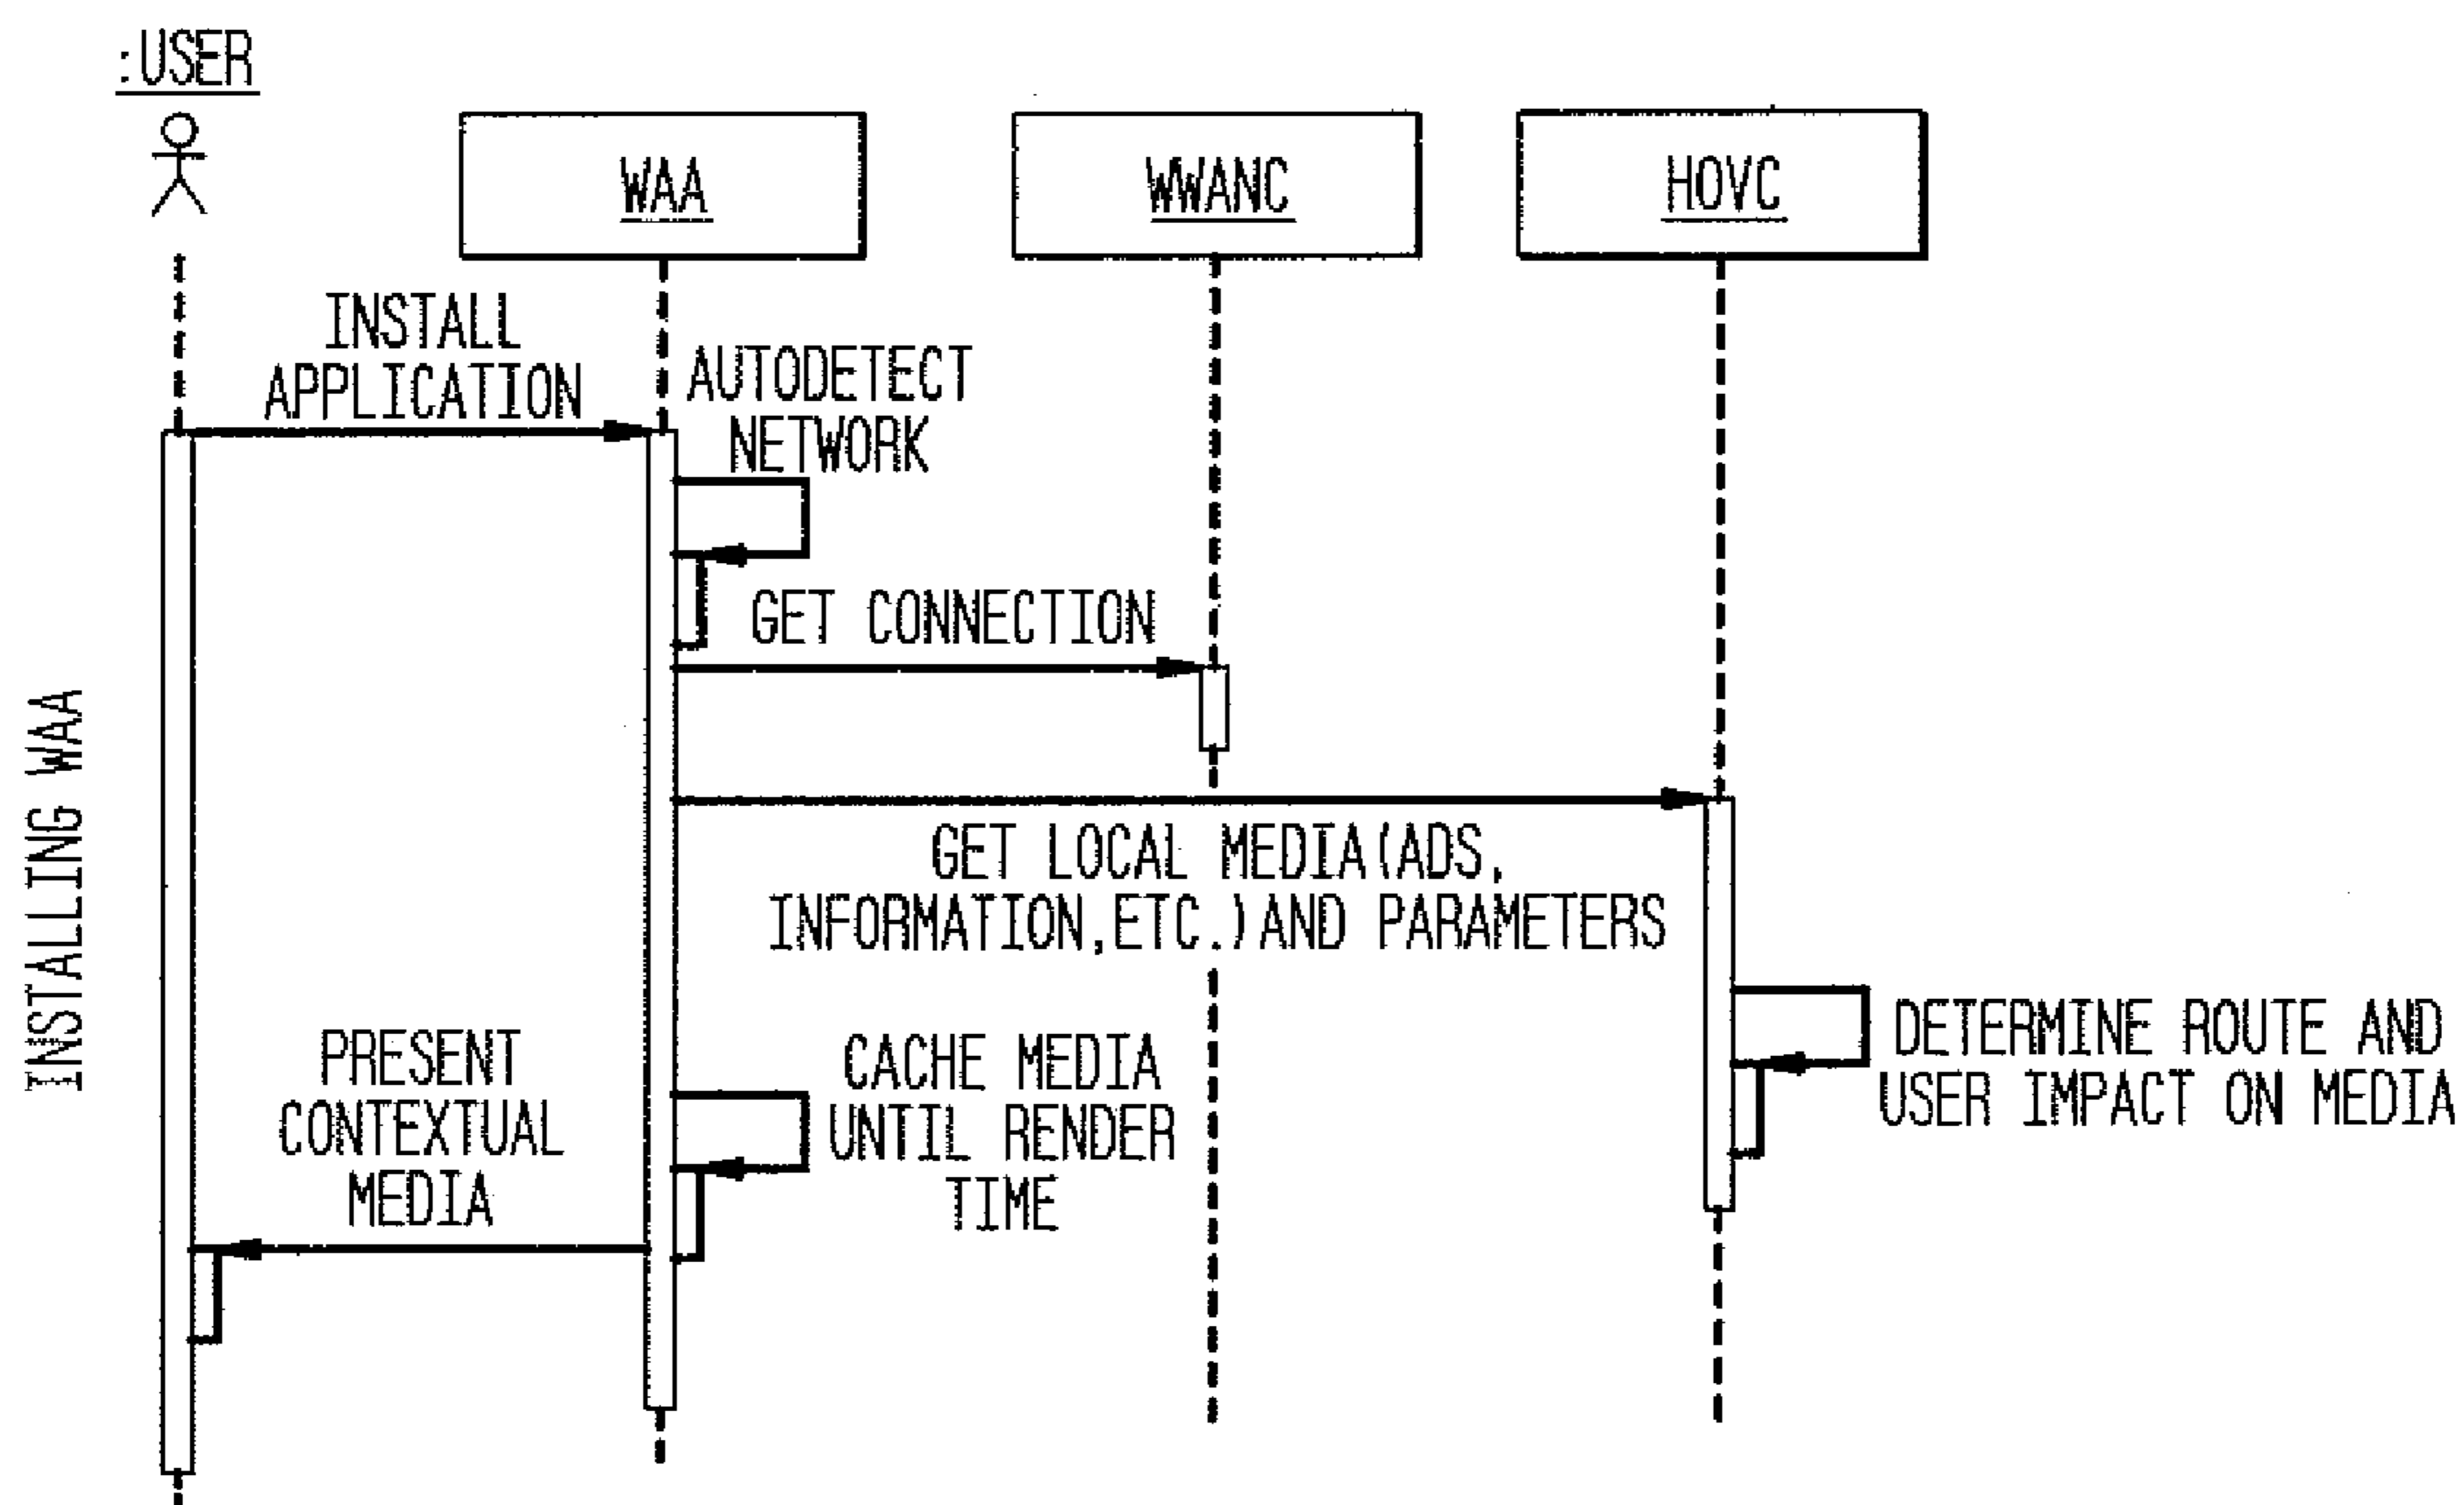 :USER
WAA
WWANC
HOVC
INSTALL
APPLICATION
AUTODETECT
NETWORK
GET CONNECTION
GET LOCAL MEDIA(ADS,
INFORMATION,ETC.)AND PARAMETERS
DETERMINE ROUTE AND
USER IMPACT ON MEDIA
CACHE MEDIA
UNTIL RENDER
TIME
PRESENT
CONTEXTUAL
MEDIA
INSTALLING WAA